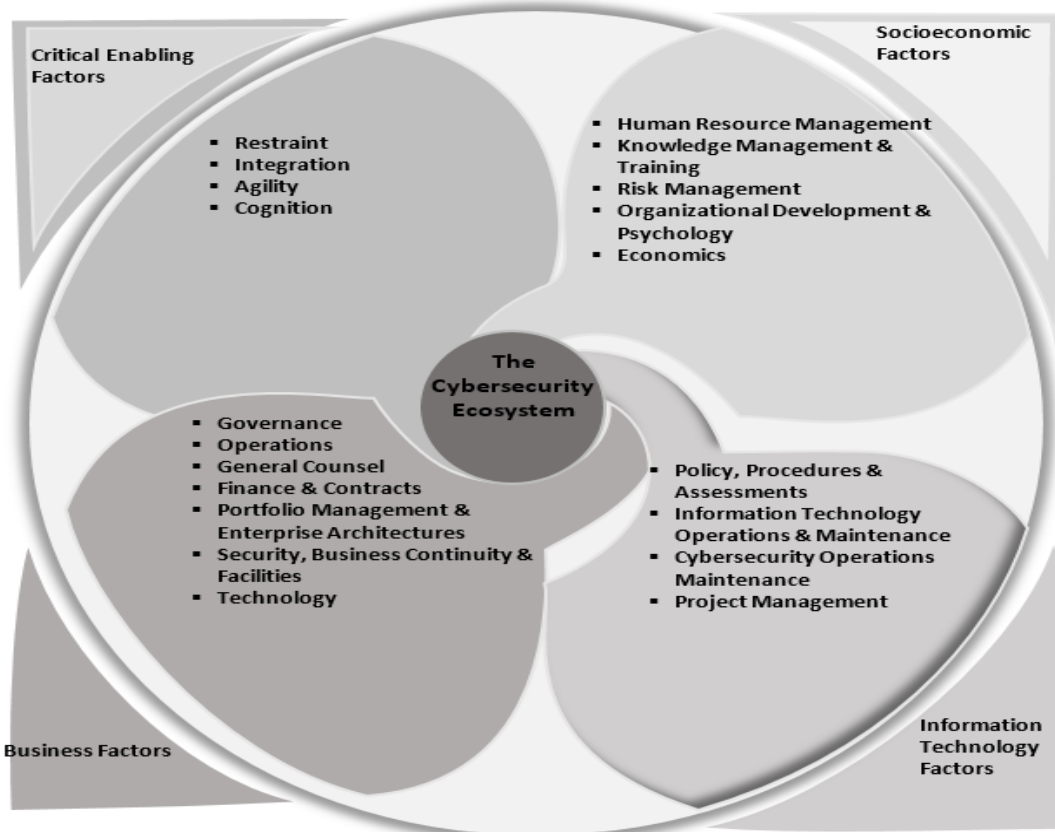 Critical Enabling
Factors
Socioeconomic
Factors
▪ Restraint
▪ Integration
▪ Agility
▪ Cognition
▪ Human Resource Management
▪ Knowledge Management &
Training
▪ Risk Management
▪ Organizational Development &
Psychology
▪ Economics
The
Cybersecurity
Ecosystem
▪ Governance
▪ Operations
▪ General Counsel
▪ Finance & Contracts
▪ Portfolio Management &
Enterprise Architectures
▪ Security, Business Continuity &
Facilities
▪ Technology
▪ Policy, Procedures &
Assessments
▪ Information Technology
Operations & Maintenance
▪ Cybersecurity Operations
Maintenance
▪ Project Management
Business Factors
Information
Technology
Factors